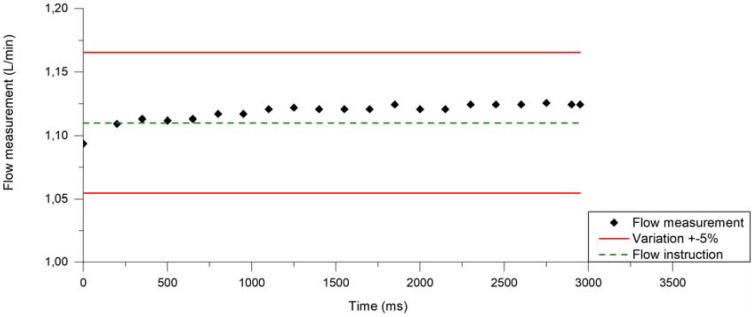 1,20
1,15
1,10
1,05
1,00
Flow measurement (L/min)
0
500
1000
1500
2000
2500
3000
3500
Time (ms)
Flow measurement
Variation +-5%
Flow instruction